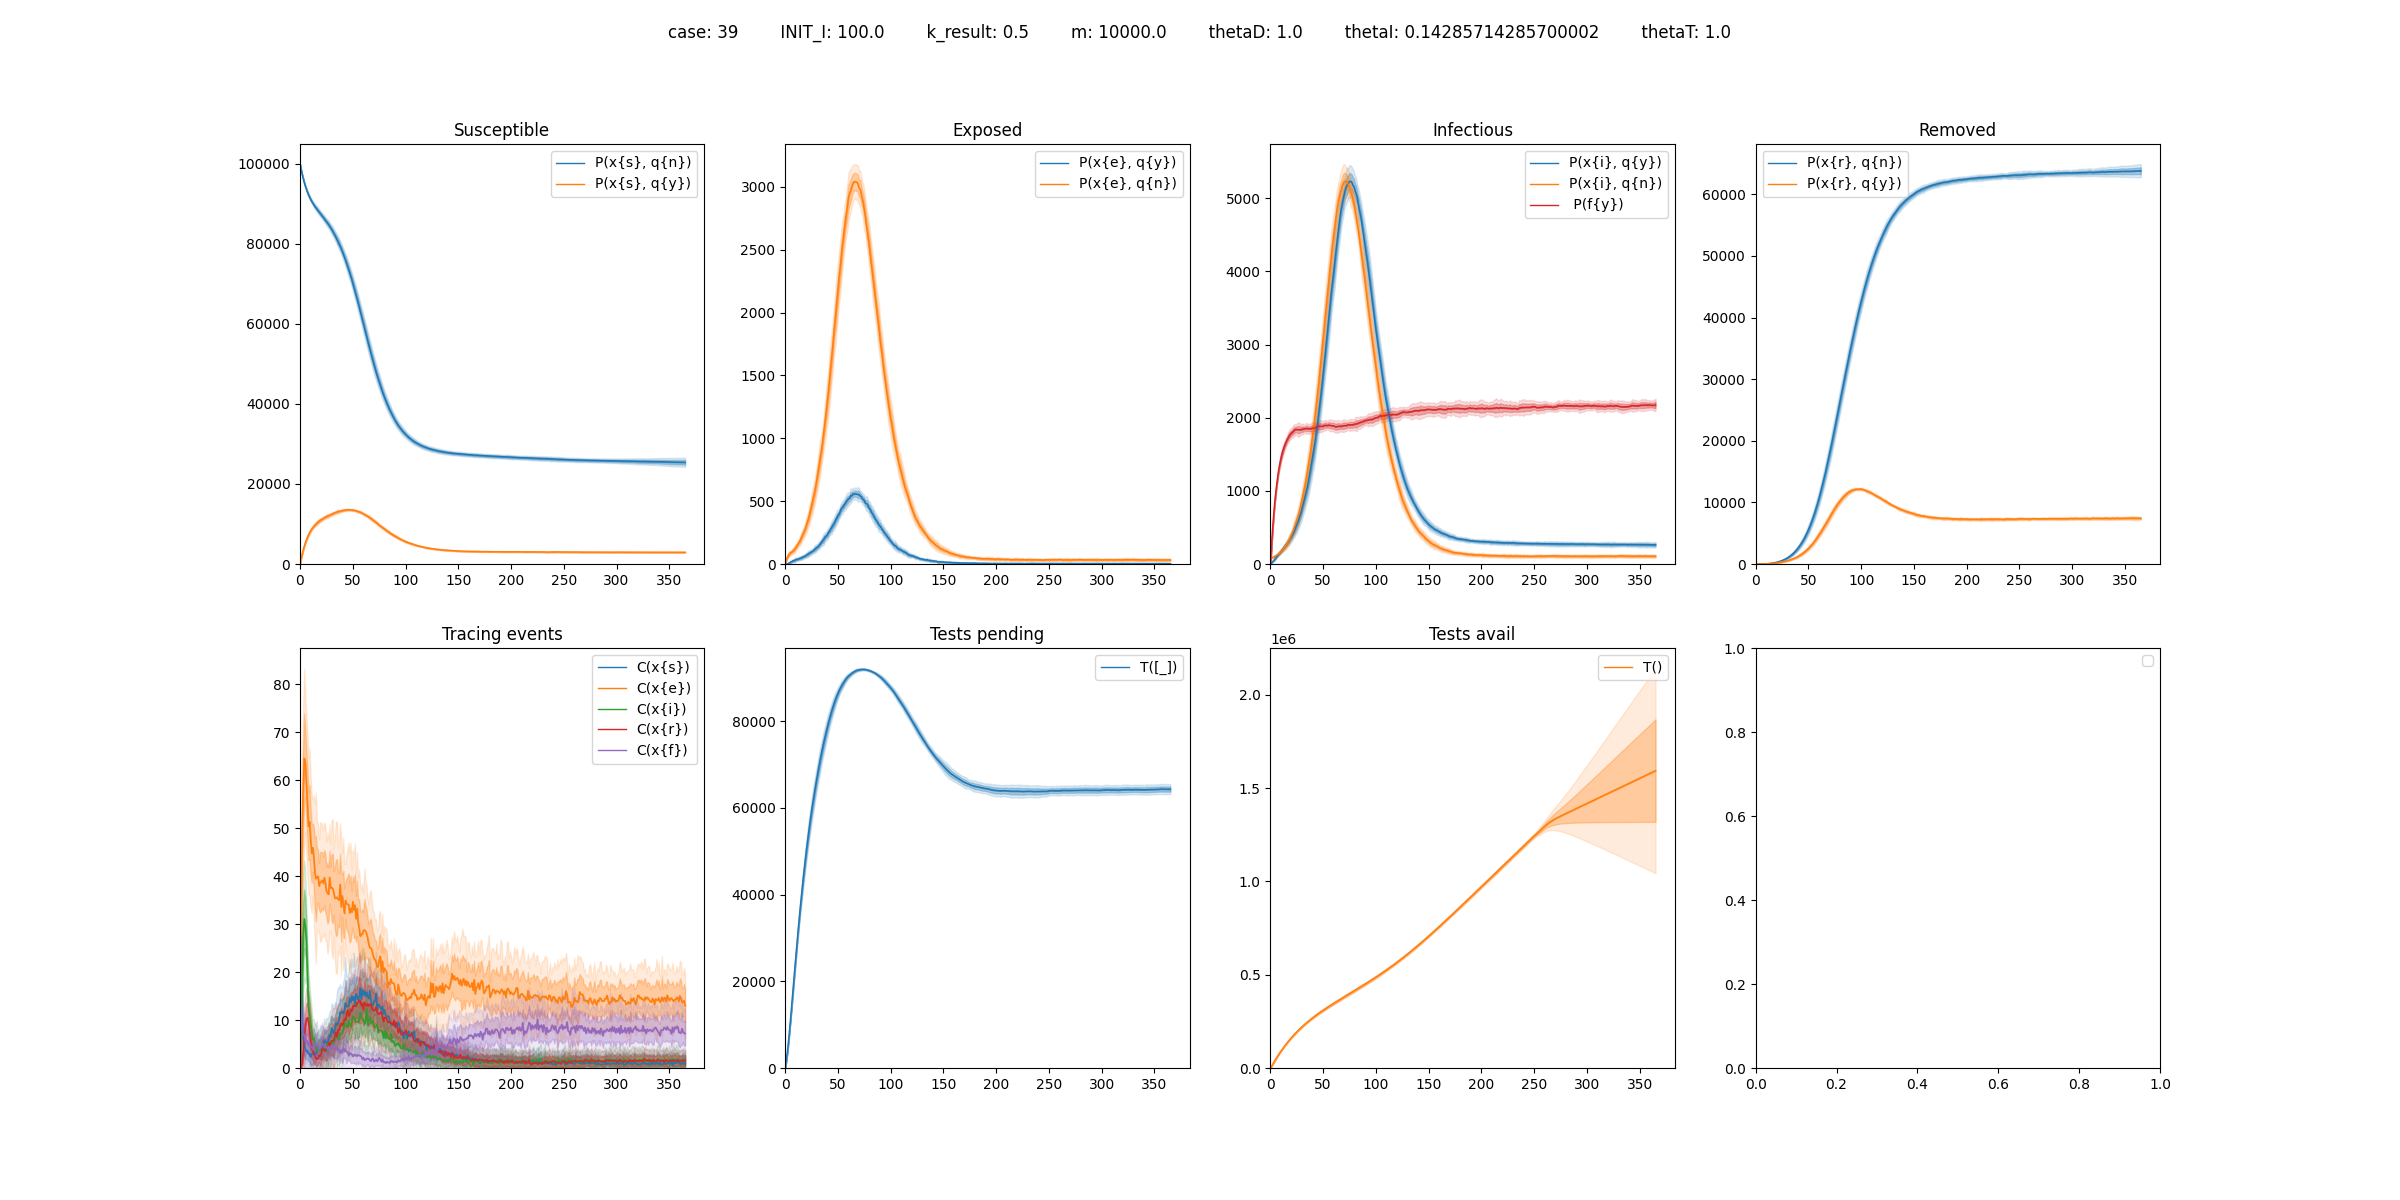 case: 39 INIT_I: 100.0 k_result: 0.5 m: 10000.0 thetaD: 1.0 thetaI: 0.14285714285700002 thetaT: 1.0
Susceptible
P(x{s}, q{n})
P(x{s}, q{y})
100000
80000
60000
40000
20000
0
0 50 100 150 200 250 300 350
Exposed
P(x{e}, q{y})
P(x{e}, q{n})
3000
2500
2000
1500
1000
500
0
0 50 100 150 200 250 300 350
Infectious
P(x{i}, q{y})
P(x{i}, q{n})
P(f{y})
5000
4000
3000
2000
1000
0
0 50 100 150 200 250 300 350
Removed
P(x{r}, q{n})
P(x{r}, q{y})
60000
50000
40000
30000
20000
10000
0
0 50 100 150 200 250 300 350
Tracing events
C(x{s})
C(x{e})
C(x{i})
C(x{r})
C(x{f})
80
70
60
50
40
30
20
10
0
0 50 100 150 200 250 300 350
Tests pending
T([_])
80000
60000
40000
20000
0
0 50 100 150 200 250 300 350
Tests avail
1e6
T()
2.0
1.5
1.0
0.5
0.0
0 50 100 150 200 250 300 350
1.0
0.8
0.6
0.4
0.2
0.0
0.0 0.2 0.4 0.6 0.8 1.0